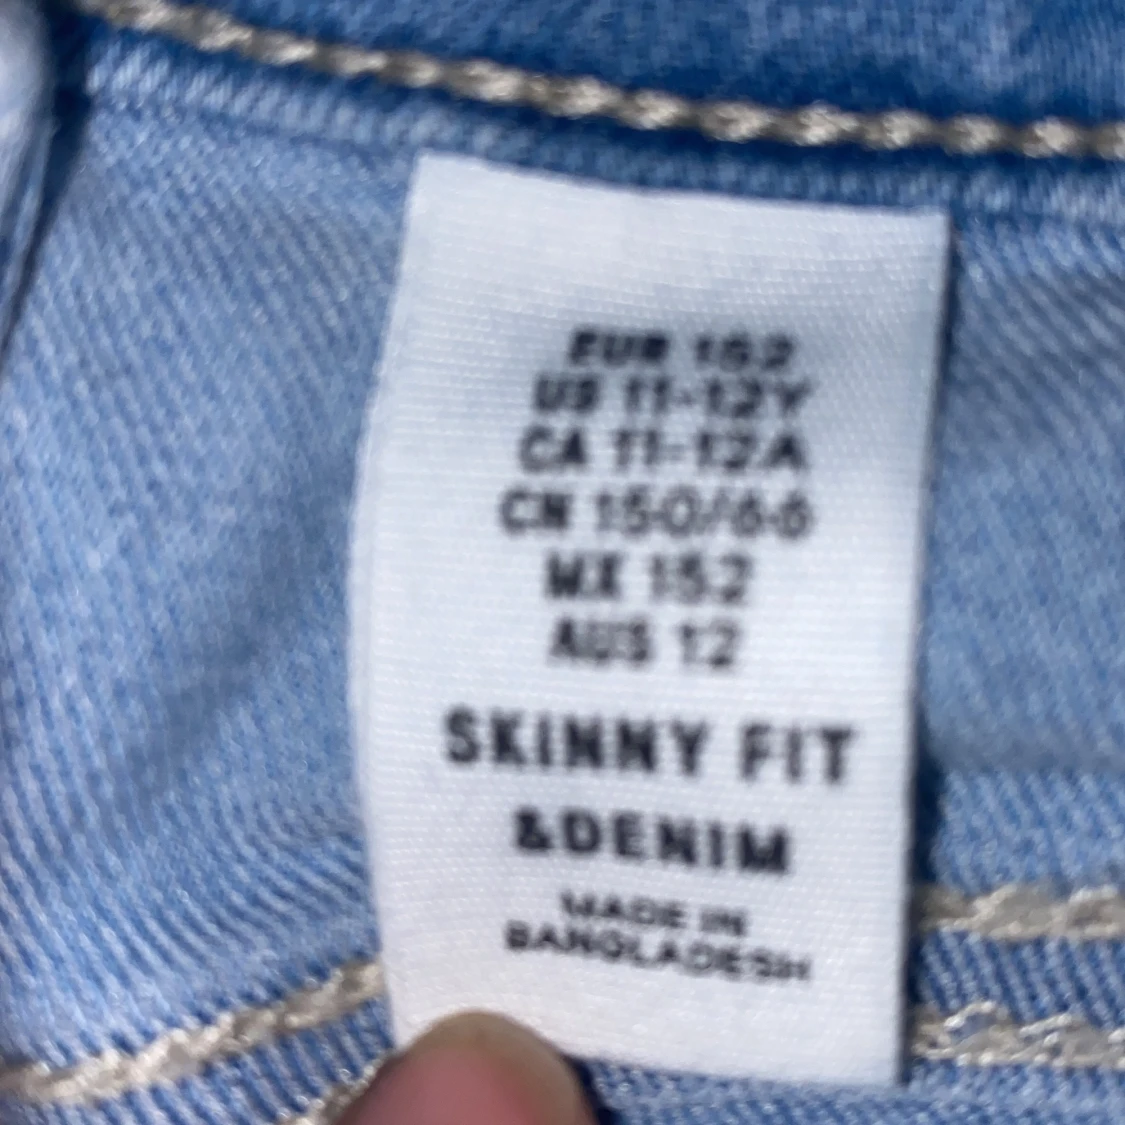 EUR 152
US 11-12Y
CA 11-12A
CN 150/66
MX 152
AUS 12
SKINNY FIT
&DENIM
MADE IN
BANGLADESH